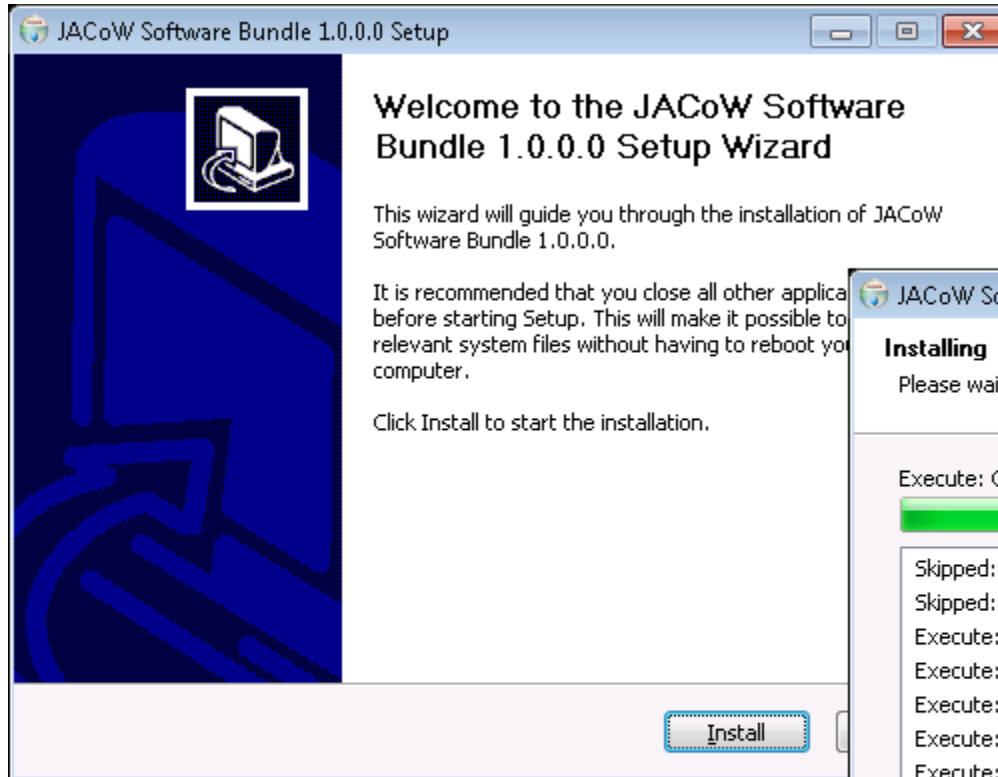 JACoW Software Bundle 1.0.0.0 Setup
Welcome to the JACoW Software
Bundle 1.0.0.0 Setup Wizard
This wizard will guide you through the installation of JACoW
Software Bundle 1.0.0.0.
It is recommended that you close all other applica
before starting Setup. This will make it possible to
relevant system files without having to reboot you
computer.
Click Install to start the installation.
Install
JACoW So
Installing
Please wai
Execute: C
Skipped:
Skipped:
Execute:
Execute:
Execute:
Execute:
Execute: